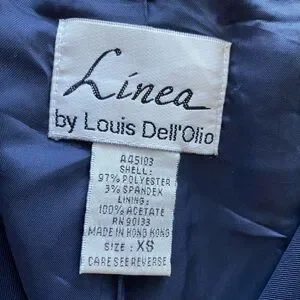 Linea
by Louis Dell'Olio
A45193
SHELL:
97% POLYESTER
3% SPANDEX
LINING:
100% ACETATE
RN 90133
MADE IN HONG KONG
SIZE : XS
CARE SEE REVERSE